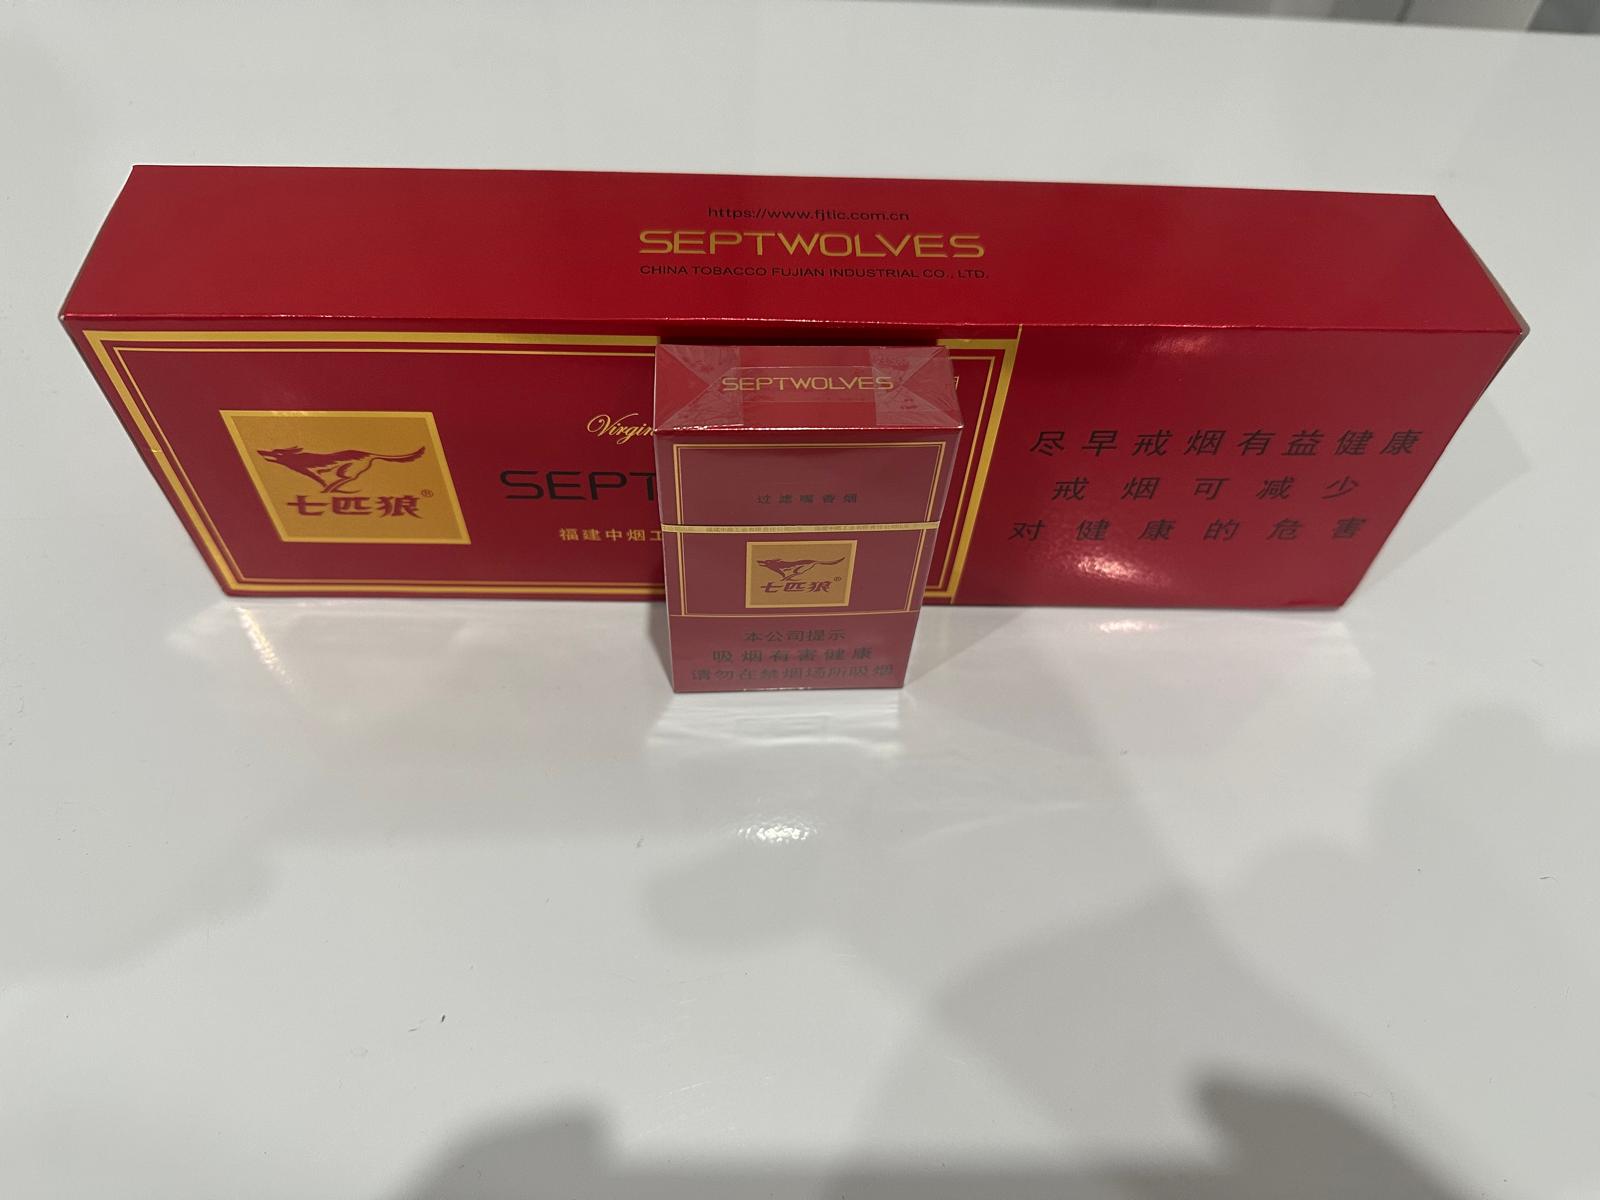 https://www.fjtic.com.cn
SEPTWOLVES
CHINA TOBACCO FUJIAN INDUSTRIAL CO., LTD.
七匹狼®
Virgin
SEPT
福建中烟工
尽早戒烟有益健康
戒烟可减少
对健康的危害
SEPTWOLVES
过滤嘴香烟
七匹狼®
本公司提示
吸烟有害健康
请勿在禁烟场所吸烟